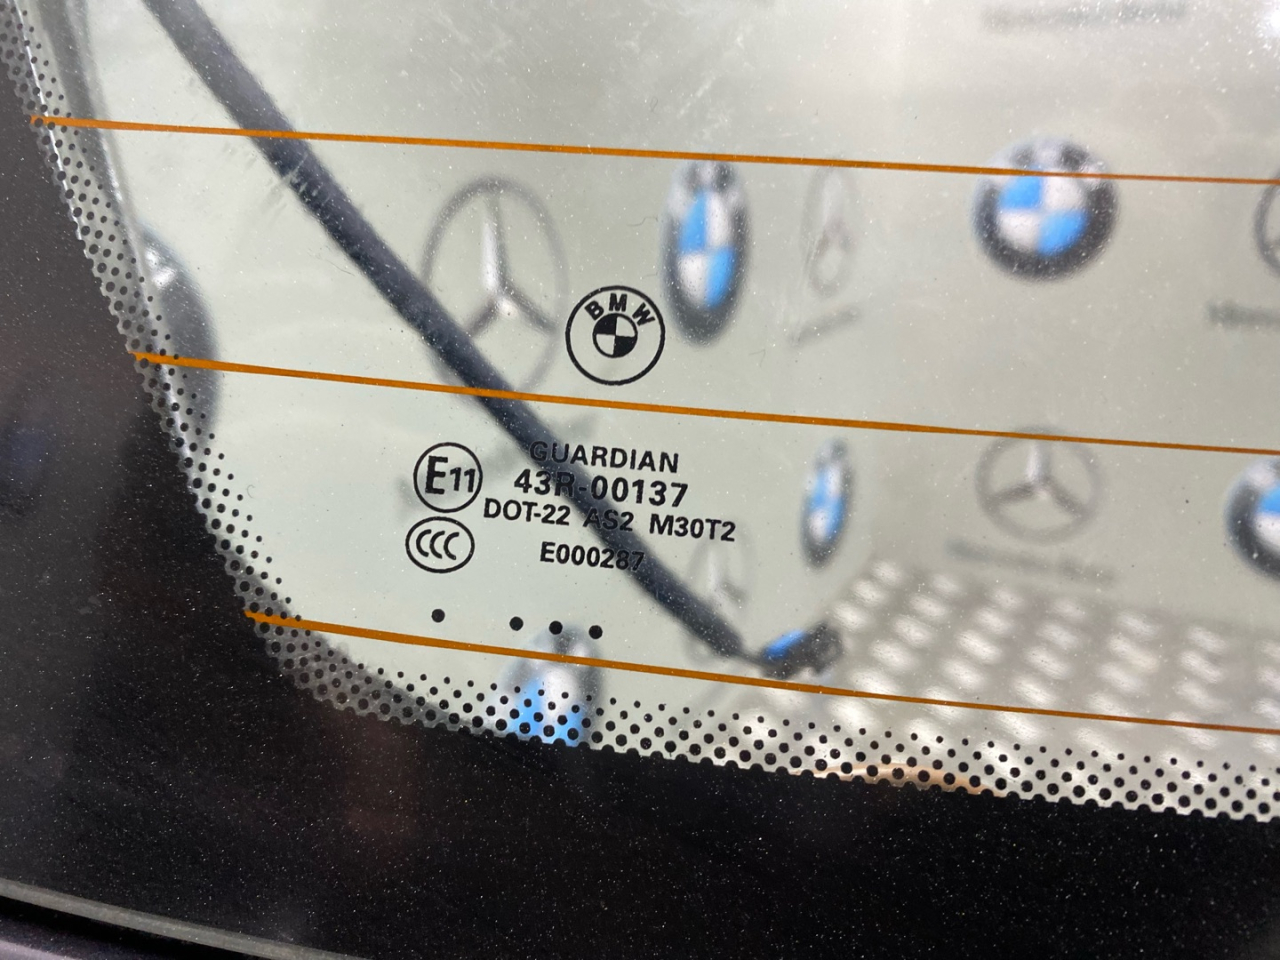 BMW
E11
GUARDIAN
43R-00137
DOT-22 AS2 M30T2
CCC
E000287